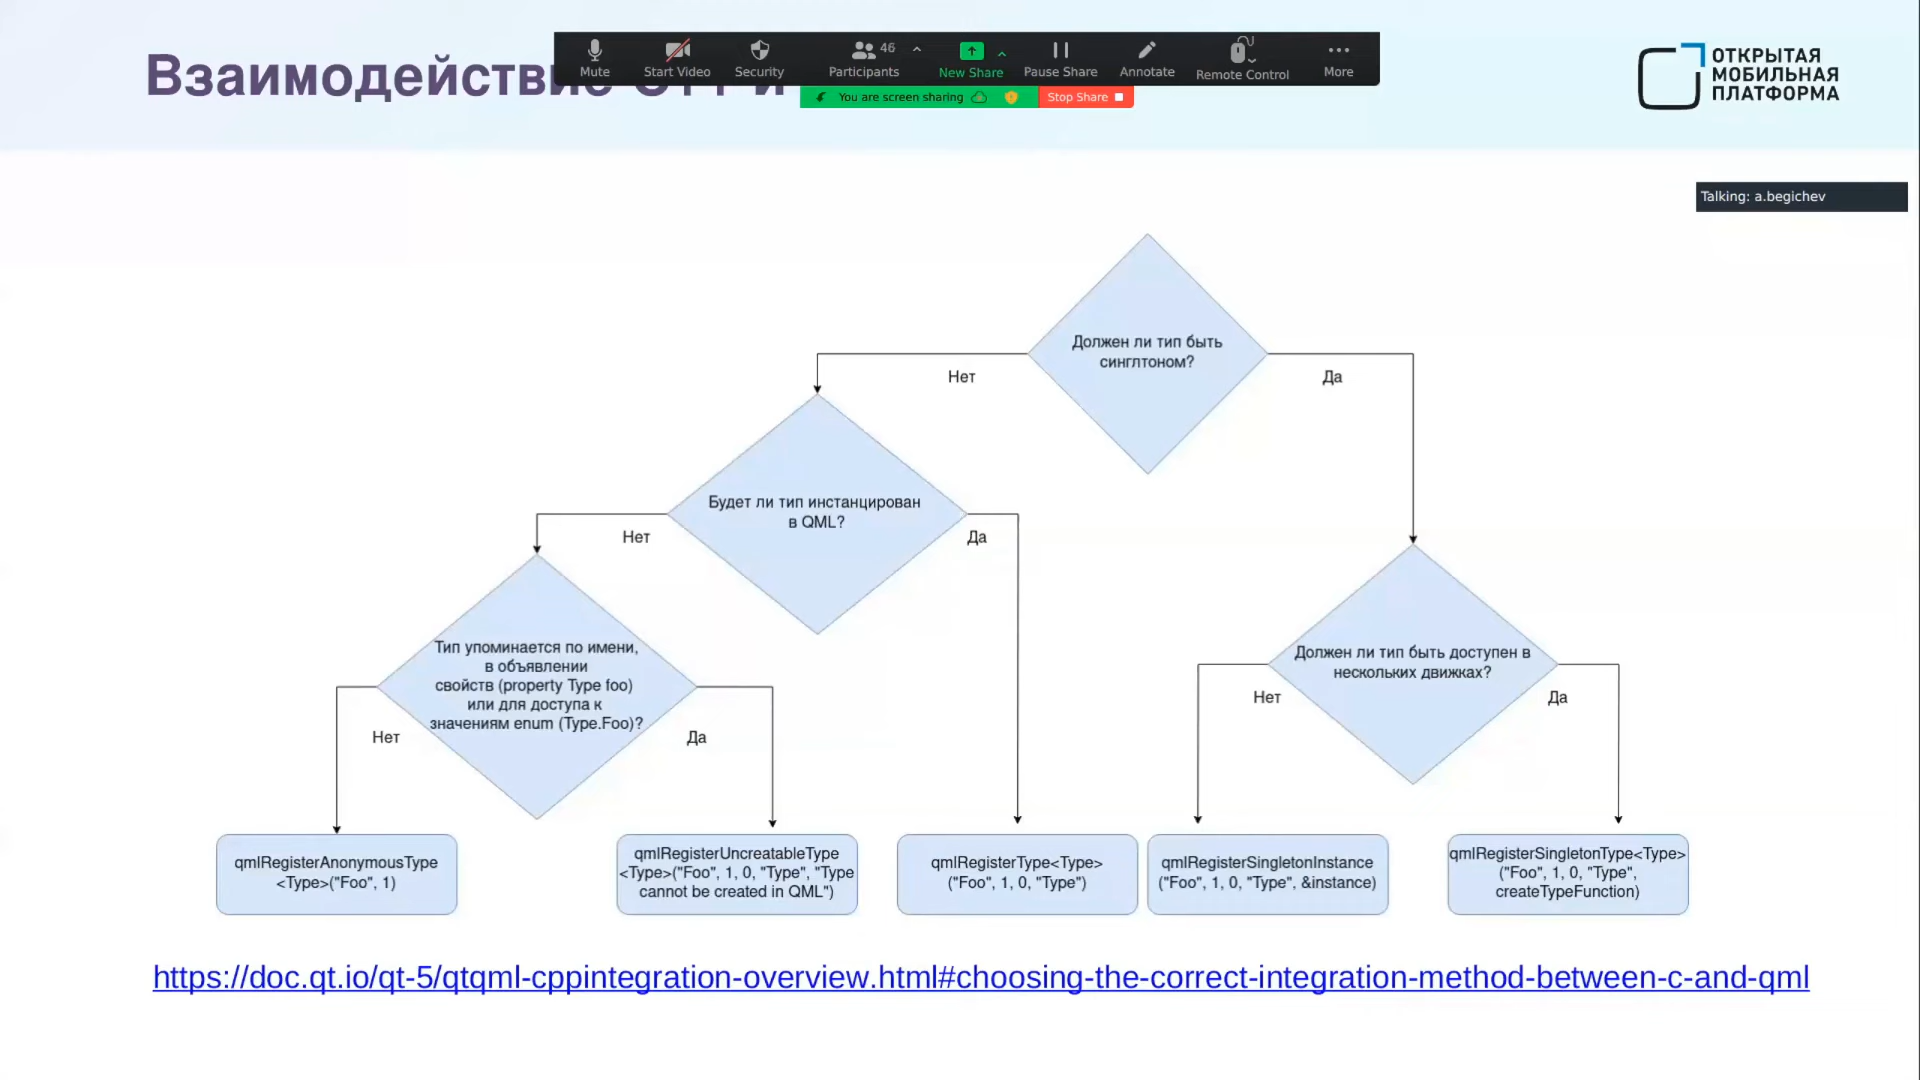 Взаимодействие
Mute
Start Video
Security
46
Participants
New Share
Pause Share
Annotate
Remote Control
More
You are screen sharing
Stop Share
ОТКРЫТАЯ
МОБИЛЬНАЯ
ПЛАТФОРМА
Talking: a.begichev
Должен ли тип быть
синглтоном?
Нет
Да
Будет ли тип инстанцирован
в QML?
Нет
Да
Тип упоминается по имени,
в объявлении
свойств (property Type foo)
или для доступа к
значениям enum (Type.Foo)?
Нет
Да
Должен ли тип быть доступен в
нескольких движках?
Нет
Да
qmlRegisterAnonymousType
<Type>("Foo", 1)
qmlRegisterUncreatableType
<Type>("Foo", 1, 0, "Type", "Type
cannot be created in QML")
qmlRegisterType<Type>
("Foo", 1, 0, "Type")
qmlRegisterSingletonInstance
("Foo", 1, 0, "Type", &instance)
qmlRegisterSingletonType<Type>
("Foo", 1, 0, "Type",
createTypeFunction)
https://doc.qt.io/qt-5/qtqml-cppintegration-overview.html#choosing-the-correct-integration-method-between-c-and-qml